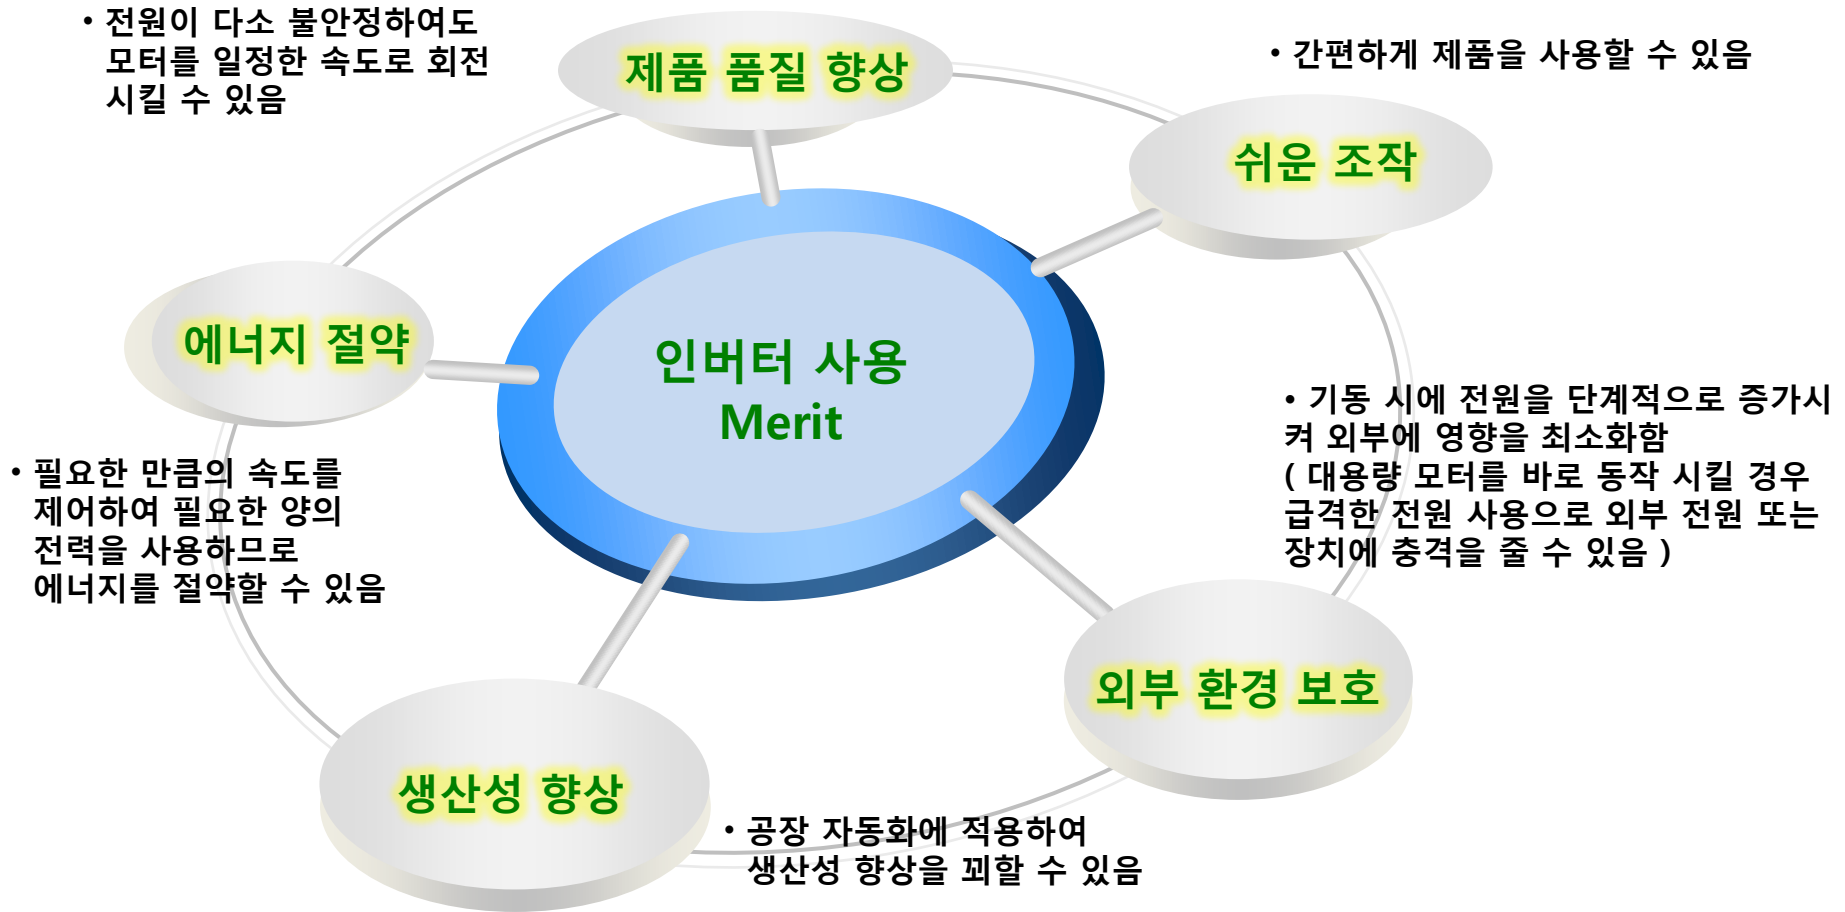 • 전원이 다소 불안정하여도
모터를 일정한 속도로 회전
시킬 수 있음
제품 품질 향상
• 간편하게 제품을 사용할 수 있음
쉬운 조작
에너지 절약
인버터 사용
Merit
• 필요한 만큼의 속도를
제어하여 필요한 양의
전력을 사용하므로
에너지를 절약할 수 있음
• 기동 시에 전원을 단계적으로 증가시
켜 외부에 영향을 최소화함
( 대용량 모터를 바로 동작 시킬 경우
급격한 전원 사용으로 외부 전원 또는
장치에 충격을 줄 수 있음 )
외부 환경 보호
생산성 향상
• 공장 자동화에 적용하여
생산성 향상을 꾀할 수 있음